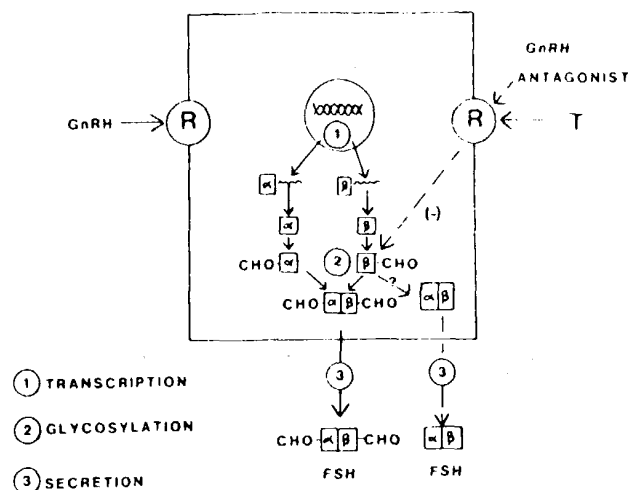 GnRH
ANTAGONIST
GnRH
R
R
T
1
α
β
(-)
α
β
CHO α
2
β CHO
?
CHO α β CHO
α β
3
3
1 TRANSCRIPTION
2 GLYCOSYLATION
CHO α β CHO
α β
FSH
FSH
3 SECRETION